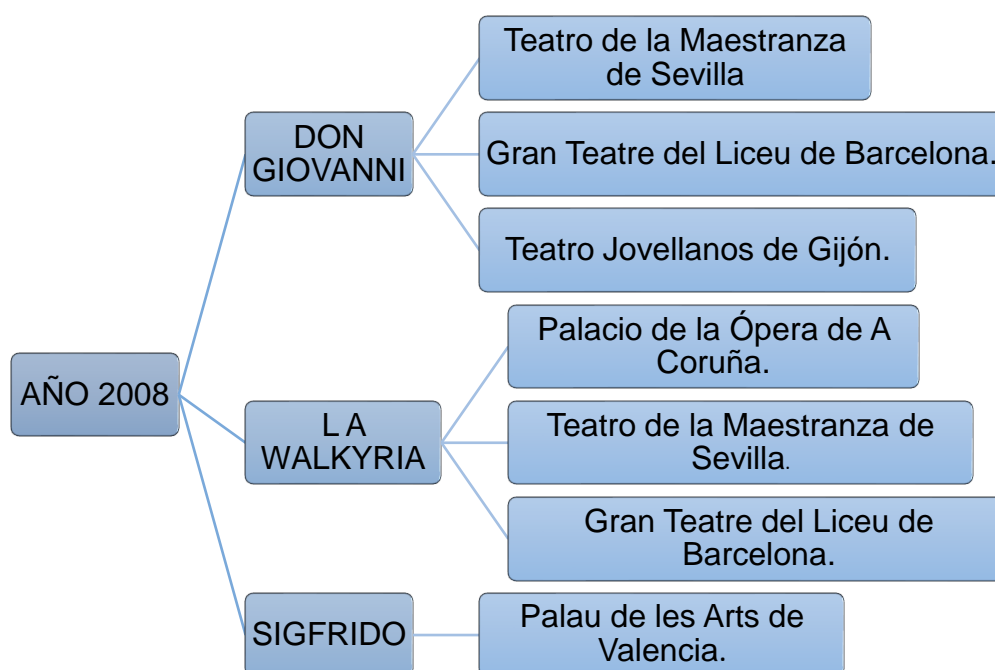 AÑO 2008
DON
GIOVANNI
Teatro de la Maestranza
de Sevilla
Gran Teatre del Liceu de Barcelona.
Teatro Jovellanos de Gijón.
L A
WALKYRIA
Palacio de la Ópera de A
Coruña.
Teatro de la Maestranza de
Sevilla.
Gran Teatre del Liceu de
Barcelona.
SIGFRIDO
Palau de les Arts de
Valencia.